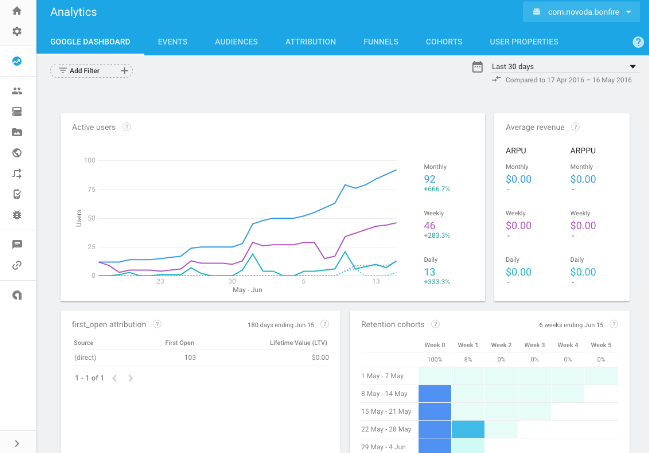 Analytics
com.novoda.bonfire
GOOGLE DASHBOARD EVENTS AUDIENCES ATTRIBUTION FUNNELS COHORTS USER PROPERTIES ?
Add Filter
Last 30 days
Compared to 17 Apr 2016 – 16 May 2016
Active users ?
100
75
50
25
0
Users
23 30 6 13
May - Jun
Monthly
92
+666.7%
Weekly
46
+283.3%
Daily
13
+333.3%
Average revenue ?
ARPU ARPPU
Monthly Monthly
$0.00 $0.00
- -
Weekly Weekly
$0.00 $0.00
- -
Daily Daily
$0.00 $0.00
- -
first_open attribution ? 180 days ending Jun 15 ?
Source First Open Lifetime Value (LTV)
(direct) 103 $0.00
1 - 1 of 1
Retention cohorts ? 6 weeks ending Jun 15 ?
Week 0 Week 1 Week 2 Week 3 Week 4 Week 5
100% 8% 0% 0% 0% 0%
1 May - 7 May
8 May - 14 May
15 May - 21 May
22 May - 28 May
29 May - 4 Jun